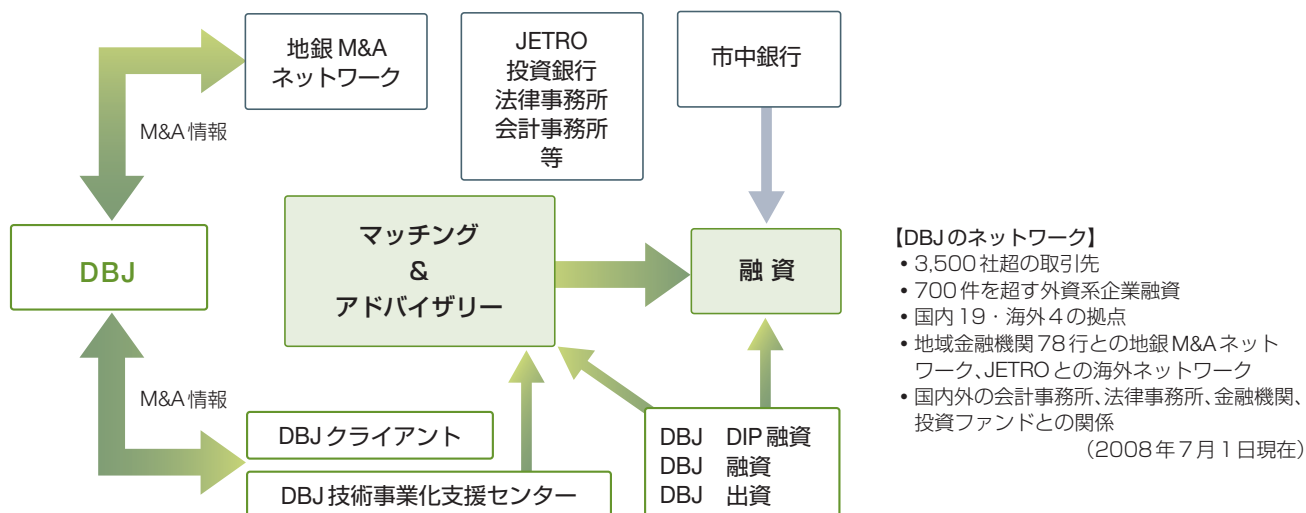 地銀 M&A
ネットワーク
JETRO
投資銀行
法律事務所
会計事務所
等
市中銀行
M&A 情報
DBJ
マッチング
&
アドバイザリー
融 資
M&A 情報
DBJ クライアント
DBJ 技術事業化支援センター
DBJ DIP 融資
DBJ 融資
DBJ 出資
【DBJのネットワーク】
• 3,500 社超の取引先
• 700 件を超す外資系企業融資
• 国内 19・海外 4 の拠点
• 地域金融機関 78 行との地銀 M&A ネット
ワーク、JETRO との海外ネットワーク
• 国内外の会計事務所、法律事務所、金融機関、
投資ファンドとの関係
（2008 年 7 月 1 日現在）